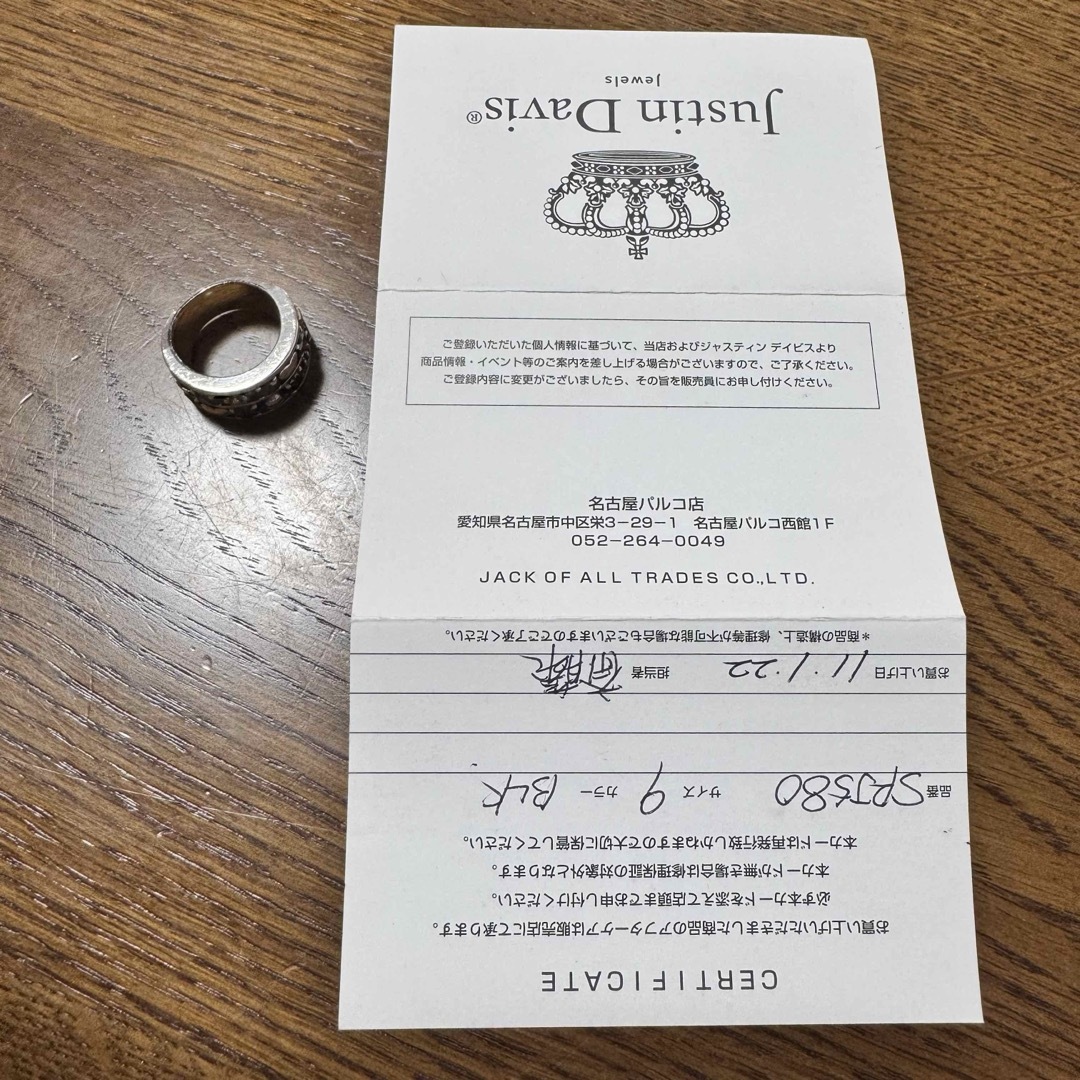 Justin Davis®
Jewels
ご登録いただいた個人情報に基づいて、当店およびジャスティン デイビスより
商品情報・イベント等のご案内を差し上げる場合がございますので、ご了承ください。
ご登録内容に変更がございましたら、その旨を販売員にお申し付けください。
名古屋パルコ店
愛知県名古屋市中区栄3-29-1 名古屋パルコ西館1F
052-264-0049
JACK OF ALL TRADES CO.,LTD.
CERTIFICATE
お買い上げいただきました商品のアフターケアは販売店にて承ります。
必ず本カードを添えて店頭までお申し付けください。
本カードが無き場合は修理保証の対象外となります。
本カードは再発行致しかねますので大切に保管してください。
品番 SRJ580 サイズ 9 カラー BLK
お買い上げ日 11.1.22 担当者
*商品の構造上、修理等が不可能な場合もございますのでご了承ください。